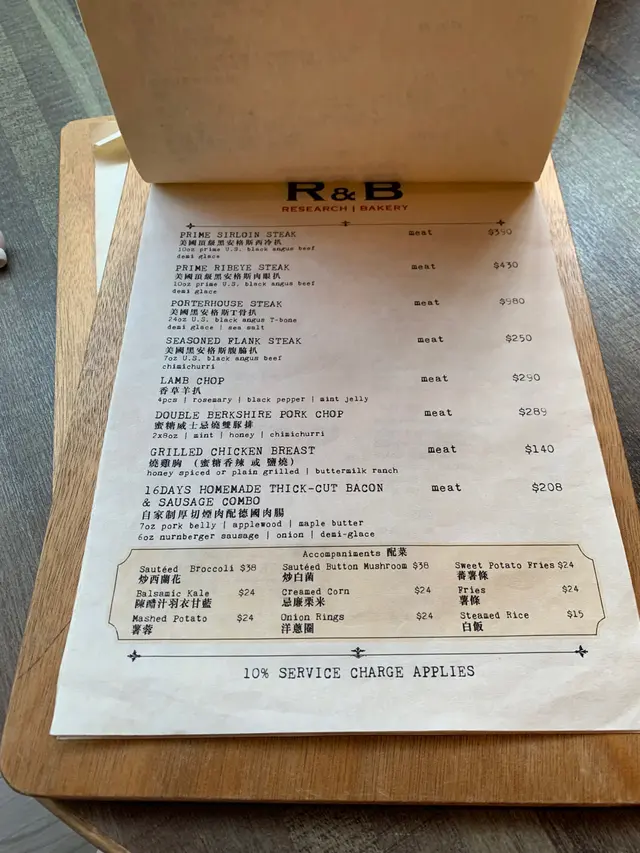 R&B
RESEARCH | BAKERY
PRIME SIRLOIN STEAK meat $390
美國頂級黑安格斯西冷扒
10oz prime U.S. black angus beef
demi glace
PRIME RIBEYE STEAK meat $430
美國頂級黑安格斯肉眼扒
10oz prime U.S. black angus beef
demi glace
PORTERHOUSE STEAK meat $980
美國黑安格斯T骨扒
24oz U.S. black angus T-bone
demi glace | sea salt
SEASONED FLANK STEAK meat $250
美國黑安格斯腹脇扒
7oz U.S. black angus beef
chimichurri
LAMB CHOP meat $290
香草羊扒
4pcs | rosemary | black pepper | mint jelly
DOUBLE BERKSHIRE PORK CHOP meat $289
蜜糖威士忌燒雙豚排
2x8oz | mint | honey | chimichurri
GRILLED CHICKEN BREAST meat $140
燒雞胸 (蜜糖香辣 或 鹽燒)
honey spiced or plain grilled | buttermilk ranch
16DAYS HOMEMADE THICK-CUT BACON meat $208
& SAUSAGE COMBO
自家制厚切煙肉配德國肉腸
7oz pork belly | applewood | maple butter
6oz nurnberger sausage | onion | demi-glace
Accompaniments 配菜
Sautéed Broccoli $38 Sautéed Button Mushroom $38 Sweet Potato Fries $24
炒西蘭花 炒白菌 蕃薯條
Balsamic Kale $24 Creamed Corn $24 Fries $24
陳醋汁羽衣甘藍 忌廉粟米 薯條
Mashed Potato $24 Onion Rings $24 Steamed Rice $15
薯蓉 洋蔥圈 白飯
10% SERVICE CHARGE APPLIES